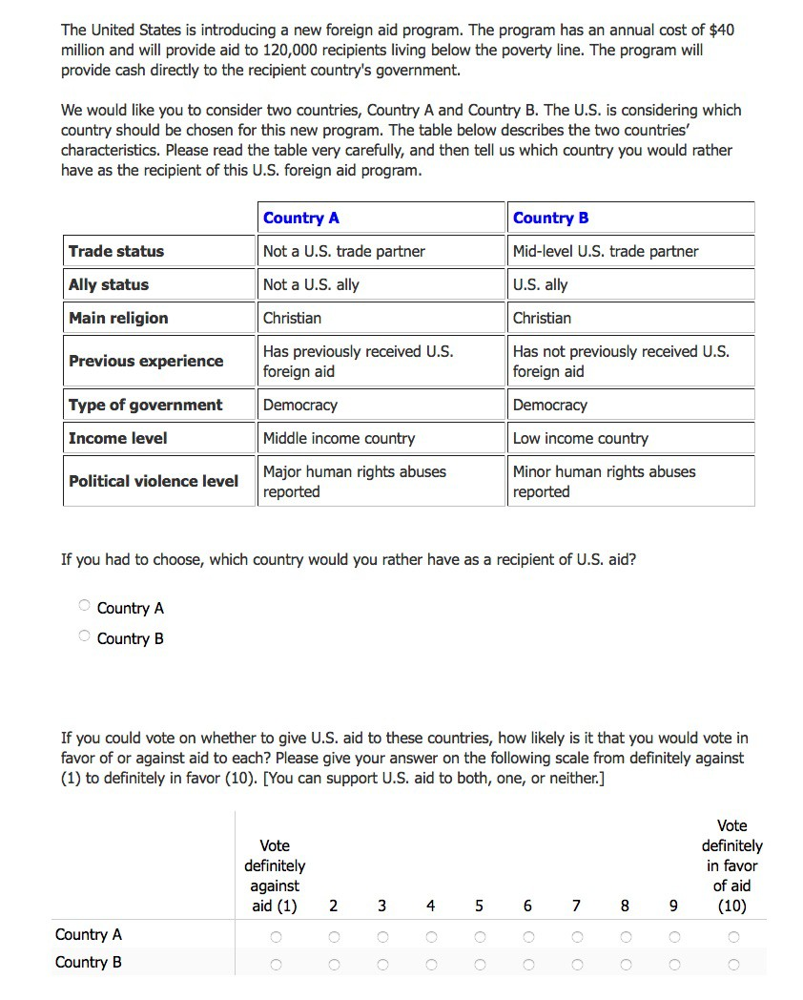 The United States is introducing a new foreign aid program. The program has an annual cost of $40
million and will provide aid to 120,000 recipients living below the poverty line. The program will
provide cash directly to the recipient country's government.
We would like you to consider two countries, Country A and Country B. The U.S. is considering which
country should be chosen for this new program. The table below describes the two countries'
characteristics. Please read the table very carefully, and then tell us which country you would rather
have as the recipient of this U.S. foreign aid program.
Country A Country B
Trade status Not a U.S. trade partner Mid-level U.S. trade partner
Ally status Not a U.S. ally U.S. ally
Main religion Christian Christian
Previous experience Has previously received U.S. foreign aid Has not previously received U.S. foreign aid
Type of government Democracy Democracy
Income level Middle income country Low income country
Political violence level Major human rights abuses reported Minor human rights abuses reported
If you had to choose, which country would you rather have as a recipient of U.S. aid?
Country A
Country B
If you could vote on whether to give U.S. aid to these countries, how likely is it that you would vote in
favor of or against aid to each? Please give your answer on the following scale from definitely against
(1) to definitely in favor (10). [You can support U.S. aid to both, one, or neither.]
Vote definitely against aid (1) 2 3 4 5 6 7 8 9 Vote definitely in favor of aid (10)
Country A
Country B